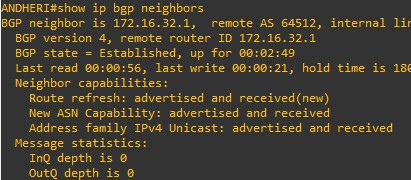 ANDHERI#show ip bgp neighbors
BGP neighbor is 172.16.32.1,  remote AS 64512, internal lin
  BGP version 4, remote router ID 172.16.32.1
  BGP state = Established, up for 00:02:49
  Last read 00:00:56, last write 00:00:21, hold time is 180
  Neighbor capabilities:
    Route refresh: advertised and received(new)
    New ASN Capability: advertised and received
    Address family IPv4 Unicast: advertised and received
  Message statistics:
    InQ depth is 0
    OutQ depth is 0